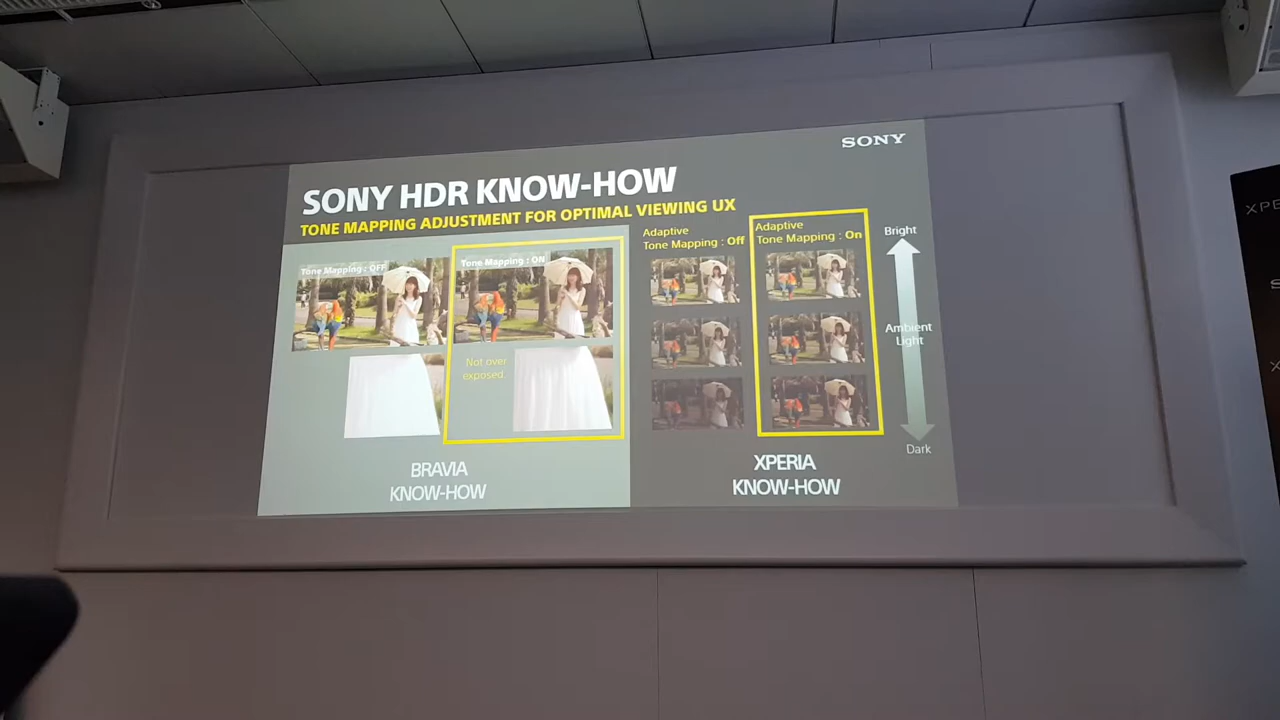 SONY
SONY HDR KNOW-HOW
TONE MAPPING ADJUSTMENT FOR OPTIMAL VIEWING UX
Tone Mapping : OFF
Tone Mapping : ON
Not over
exposed.
BRAVIA
KNOW-HOW
Adaptive
Tone Mapping : Off
Adaptive
Tone Mapping : On
Bright
Ambient
Light
Dark
XPERIA
KNOW-HOW